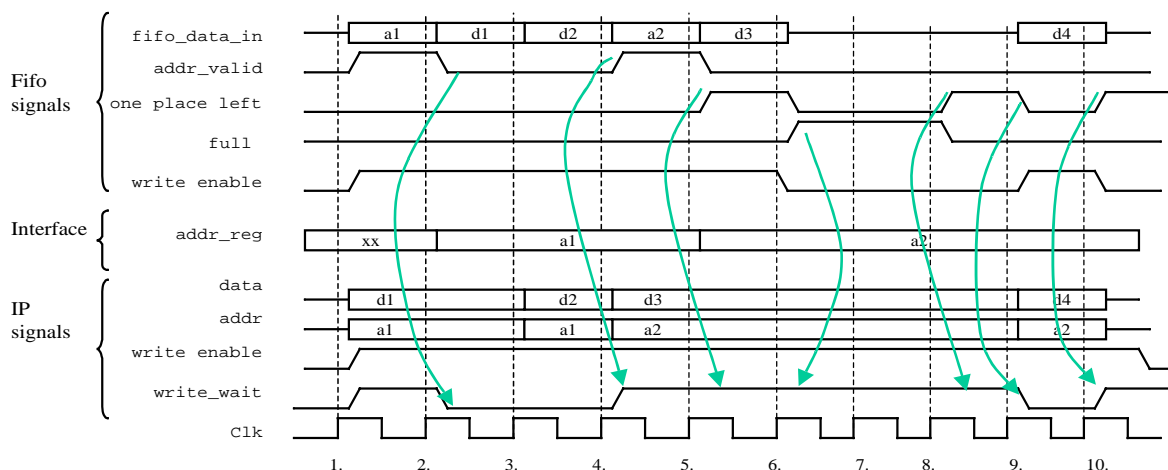 fifo_data_in a1 d1 d2 a2 d3 d4
addr_valid
Fifo
signals
one place left
full
write enable
Interface
addr_reg
xx a1 a2
data
IP
signals
d1 d2 d3 d4
addr
a1 a1 a2 a2
write enable
write_wait
Clk
1. 2. 3. 4. 5. 6. 7. 8. 9. 10.